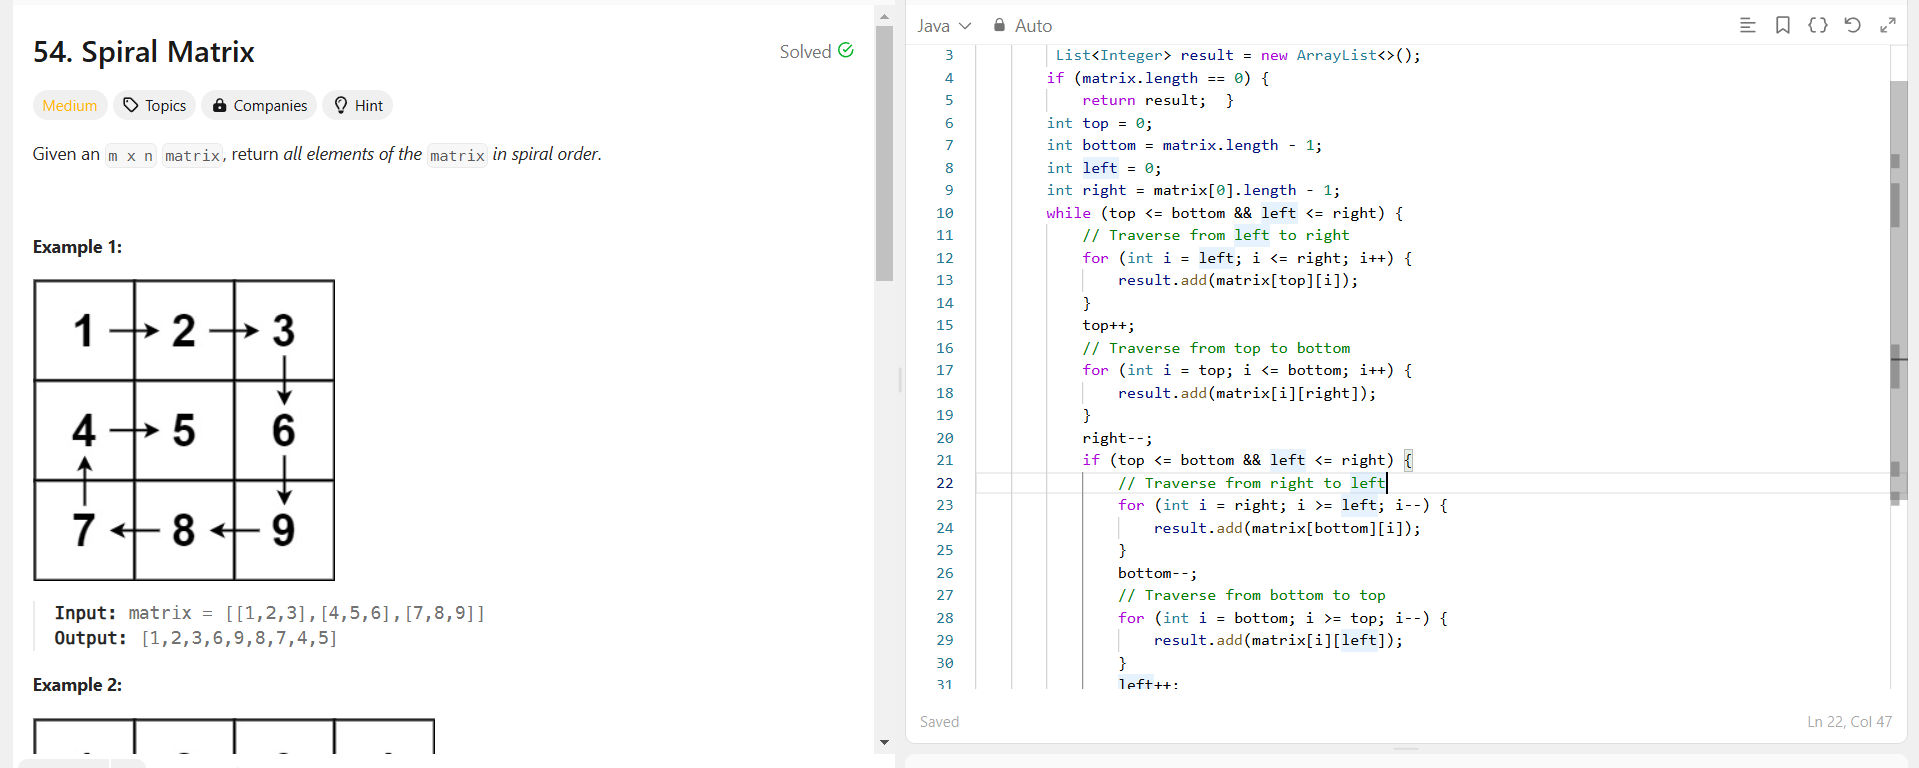 54. Spiral Matrix
Solved
Medium Topics Companies Hint
Given an m x n matrix, return all elements of the matrix in spiral order.
Example 1:
1 2 3
4 5 6
7 8 9
Input: matrix = [[1,2,3],[4,5,6],[7,8,9]]
Output: [1,2,3,6,9,8,7,4,5]
Example 2:
Java Auto
3 List<Integer> result = new ArrayList<>();
4 if (matrix.length == 0) {
5 return result;  }
6 int top = 0;
7 int bottom = matrix.length - 1;
8 int left = 0;
9 int right = matrix[0].length - 1;
10 while (top <= bottom && left <= right) {
11 // Traverse from left to right
12 for (int i = left; i <= right; i++) {
13 result.add(matrix[top][i]);
14 }
15 top++;
16 // Traverse from top to bottom
17 for (int i = top; i <= bottom; i++) {
18 result.add(matrix[i][right]);
19 }
20 right--;
21 if (top <= bottom && left <= right) {
22 // Traverse from right to left
23 for (int i = right; i >= left; i--) {
24 result.add(matrix[bottom][i]);
25 }
26 bottom--;
27 // Traverse from bottom to top
28 for (int i = bottom; i >= top; i--) {
29 result.add(matrix[i][left]);
30 }
31 left++;
Saved
Ln 22, Col 47